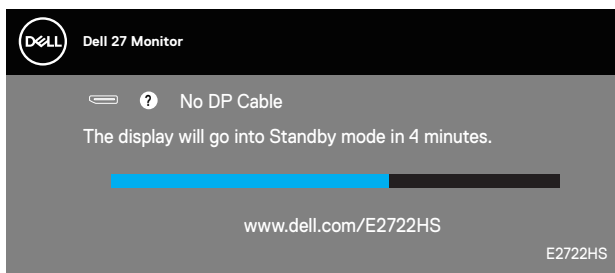 DELL
Dell 27 Monitor
? No DP Cable
The display will go into Standby mode in 4 minutes.
www.dell.com/E2722HS
E2722HS